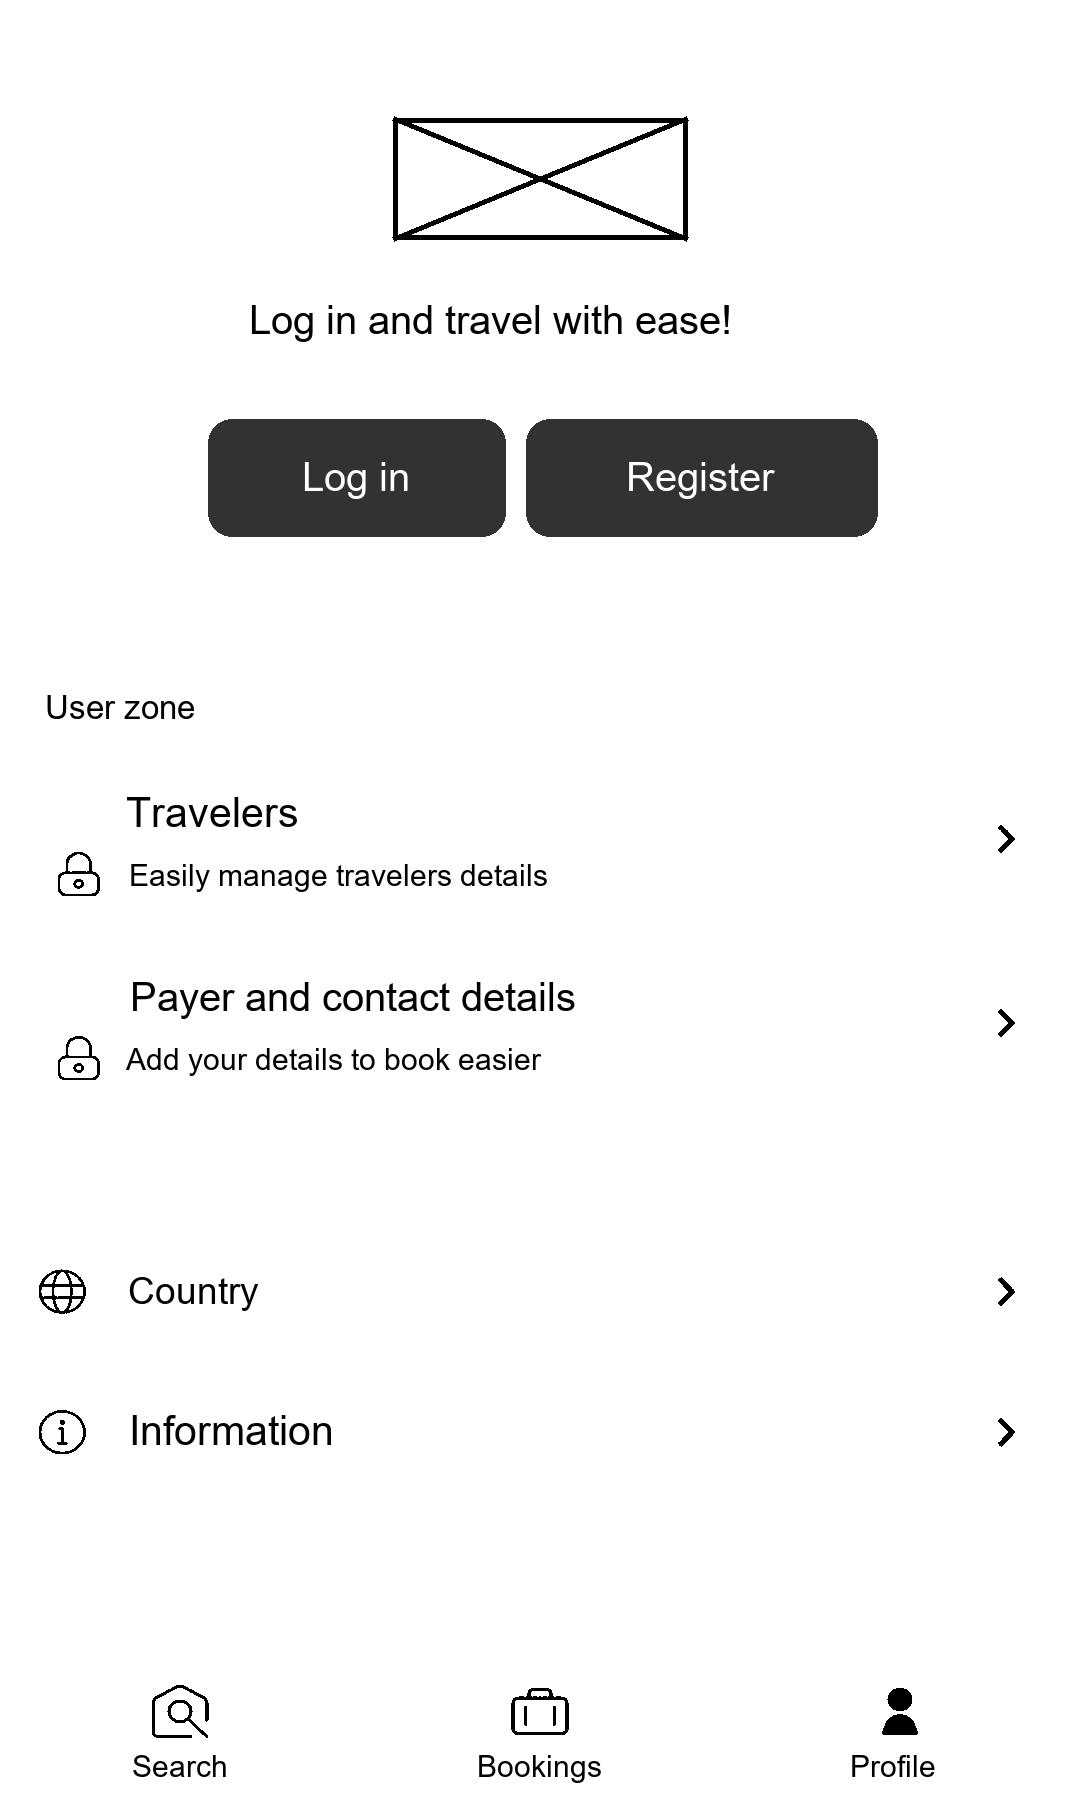 Log in and travel with ease!
Log in
Register
User zone
Travelers
Easily manage travelers details
Payer and contact details
Add your details to book easier
Country
Information
Search
Bookings
Profile